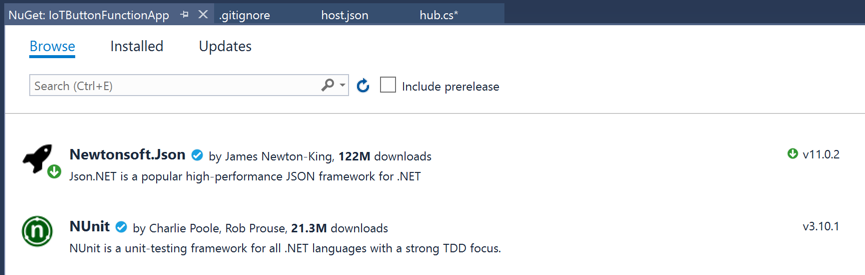 NuGet: IoTButtonFunctionApp .gitignore host.json hub.cs*
Browse Installed Updates
Search (Ctrl+E) Include prerelease
Newtonsoft.Json by James Newton-King, 122M downloads v11.0.2
Json.NET is a popular high-performance JSON framework for .NET
n NUnit by Charlie Poole, Rob Prouse, 21.3M downloads v3.10.1
NUnit is a unit-testing framework for all .NET languages with a strong TDD focus.